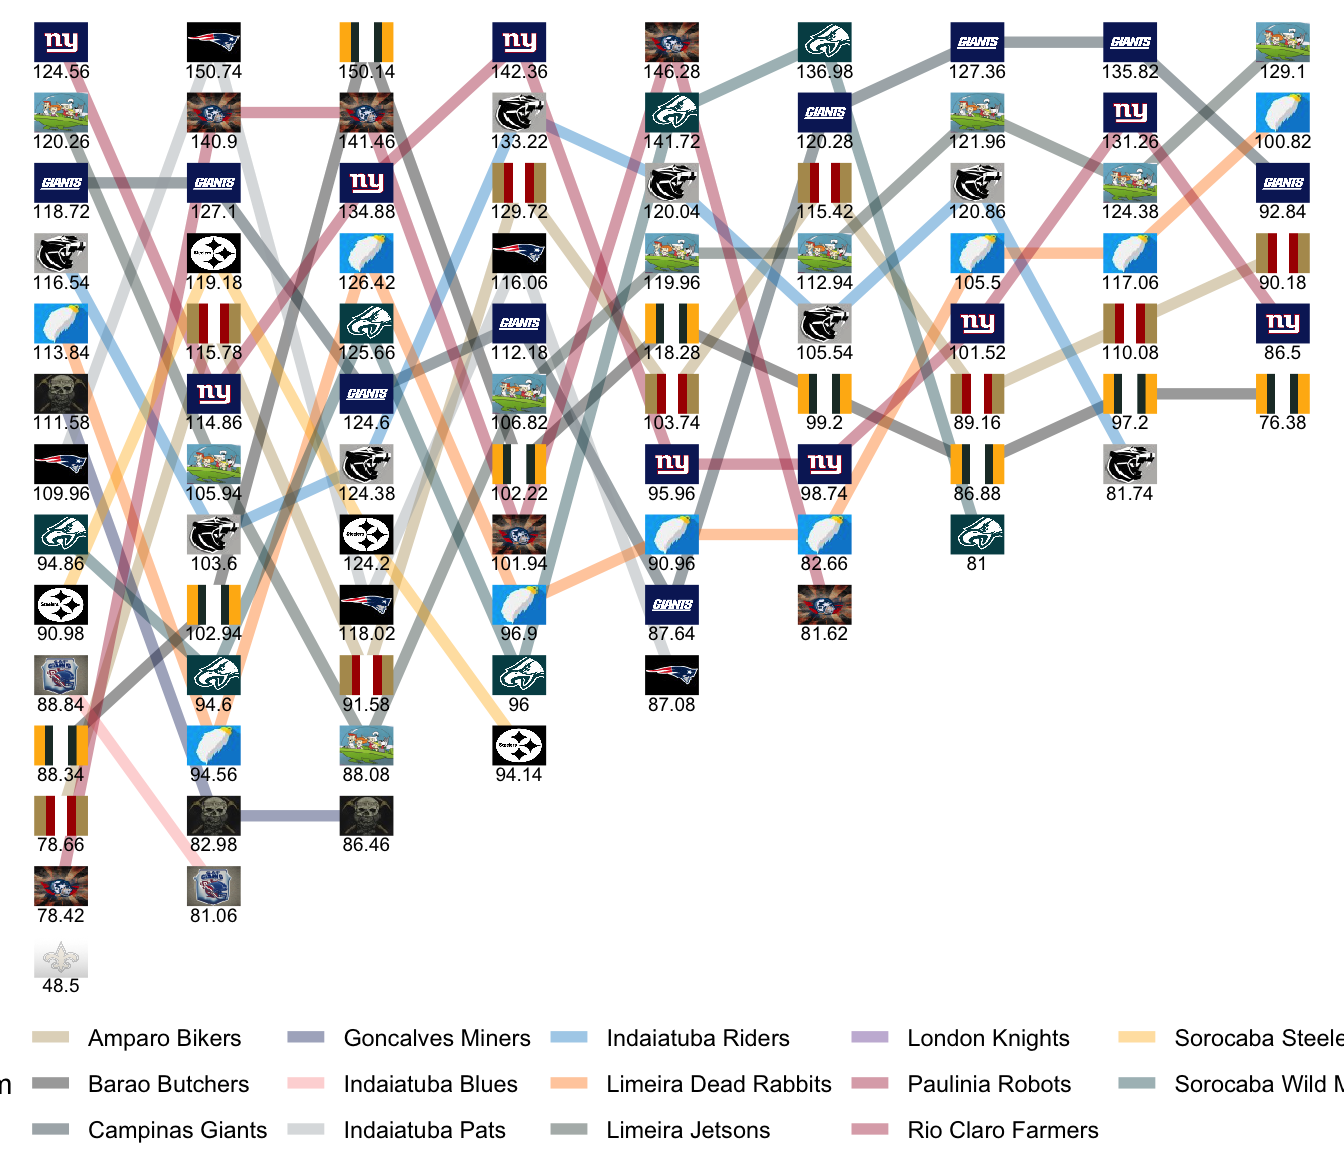 ny ny GIANTS GIANTS
124.56 150.74 150.14 142.36 146.28 136.98 127.36 135.82 129.1
GIANTS ny
120.26 140.9 141.46 133.22 141.72 120.28 121.96 131.26 100.82
GIANTS GIANTS ny GIANTS
118.72 127.1 134.88 129.72 120.04 115.42 120.86 124.38 92.84
Steelers
116.54 119.18 126.42 116.06 119.96 112.94 105.5 117.06 90.18
GIANTS ny ny
113.84 115.78 125.66 112.18 118.28 105.54 101.52 110.08 86.5
ny GIANTS
111.58 114.86 124.6 106.82 103.74 99.2 89.16 97.2 76.38
ny ny
109.96 105.94 124.38 102.22 95.96 98.74 86.88 81.74
Steelers
94.86 103.6 124.2 101.94 90.96 82.66 81
Steelers GIANTS
90.98 102.94 118.02 96.9 87.64 81.62
88.84 94.6 91.58 96 87.08
Steelers
88.34 94.56 88.08 94.14
78.66 82.98 86.46
78.42 81.06
48.5
Amparo Bikers Goncalves Miners Indaiatuba Riders London Knights Sorocaba Steele
m Barao Butchers Indaiatuba Blues Limeira Dead Rabbits Paulinia Robots Sorocaba Wild M
Campinas Giants Indaiatuba Pats Limeira Jetsons Rio Claro Farmers